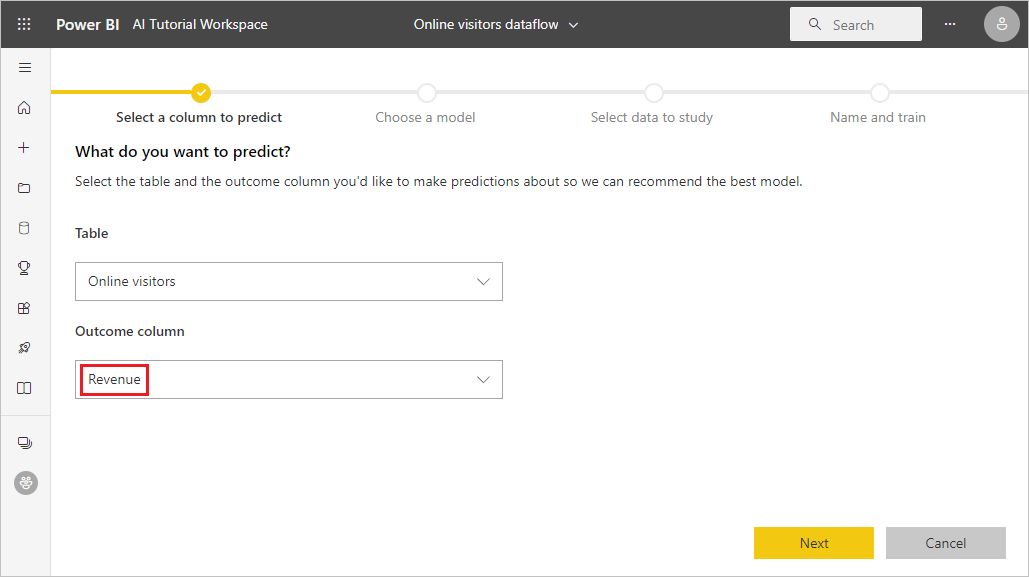 Power BI AI Tutorial Workspace Online visitors dataflow Search
Select a column to predict Choose a model Select data to study Name and train
What do you want to predict?
Select the table and the outcome column you'd like to make predictions about so we can recommend the best model.
Table
Online visitors
Outcome column
Revenue
Next Cancel